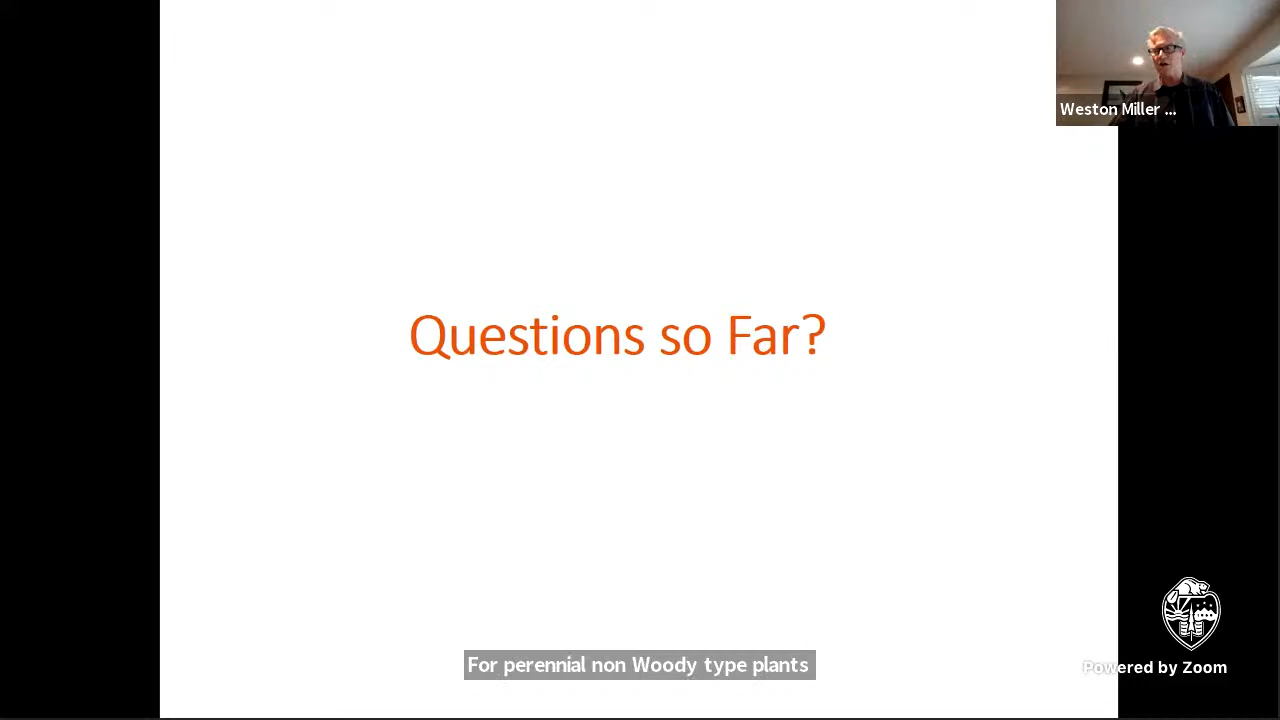 Weston Miller ...
Questions so Far?
For perennial non Woody type plants
Powered by Zoom